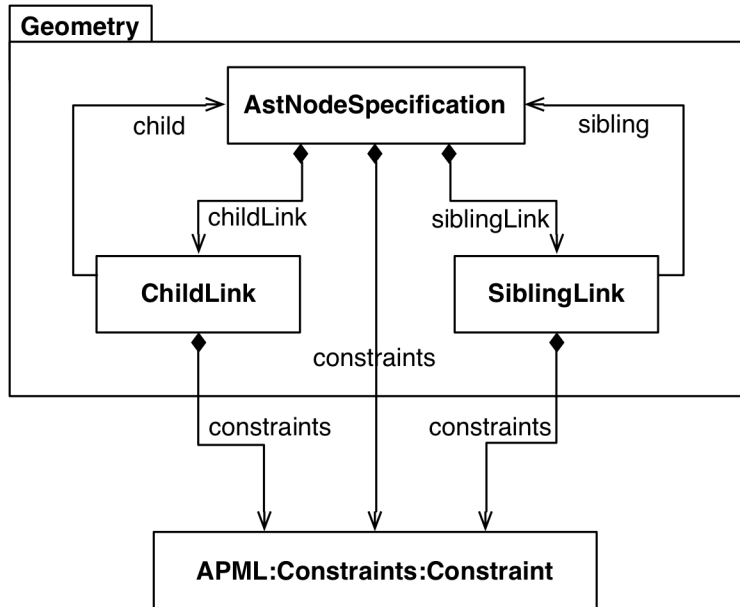 Geometry
AstNodeSpecification
child
sibling
childLink
siblingLink
ChildLink
SiblingLink
constraints
constraints
constraints
APML:Constraints:Constraint